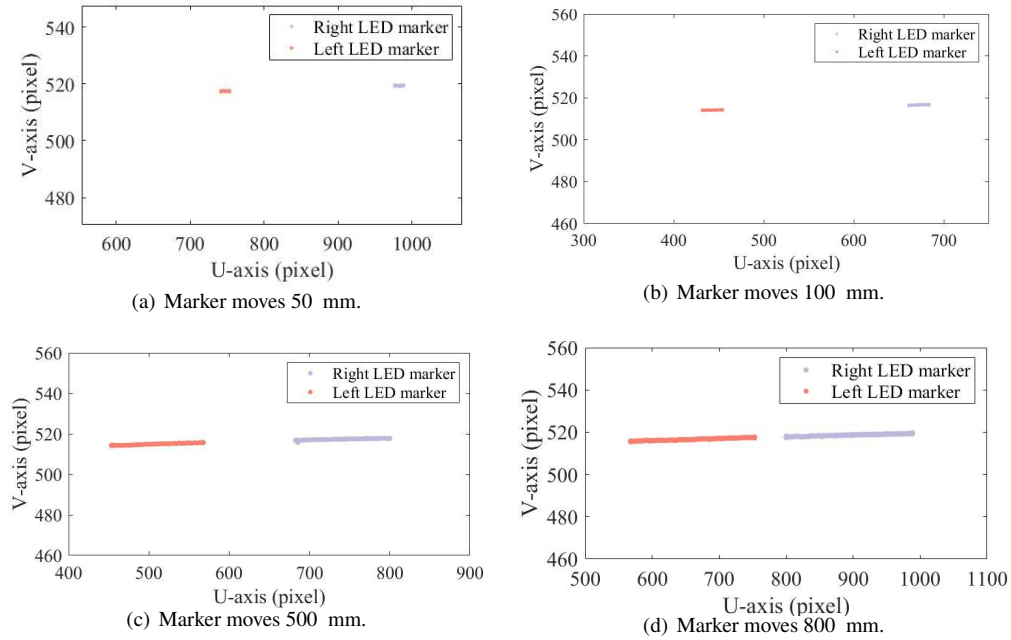 540
520
500
480
V-axis (pixel)
Right LED marker
Left LED marker
600 700 800 900 1000
U-axis (pixel)
(a) Marker moves 50 mm.
560
540
520
500
480
460
V-axis (pixel)
Right LED marker
Left LED marker
300 400 500 600 700
U-axis (pixel)
(b) Marker moves 100 mm.
560
540
520
500
480
460
V-axis (pixel)
Right LED marker
Left LED marker
400 500 600 700 800 900
U-axis (pixel)
(c) Marker moves 500 mm.
560
540
520
500
480
460
V-axis (pixel)
Right LED marker
Left LED marker
500 600 700 800 900 1000 1100
U-axis (pixel)
(d) Marker moves 800 mm.